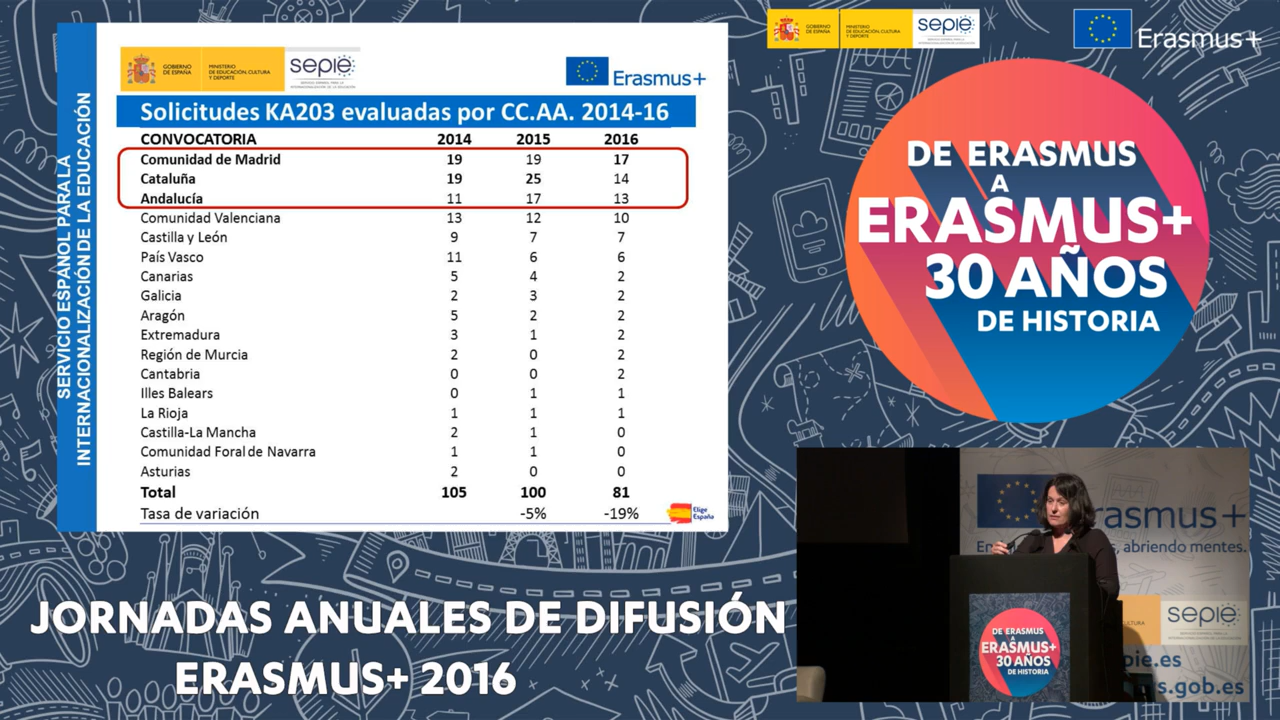 SERVICIO ESPAÑOL PARA LA
INTERNACIONALIZACIÓN DE LA EDUCACIÓN
GOBIERNO
DE ESPAÑA
MINISTERIO
DE EDUCACIÓN, CULTURA
Y DEPORTE
sepie
Erasmus+
Solicitudes KA203 evaluadas por CC.AA. 2014-16
CONVOCATORIA 2014 2015 2016
Comunidad de Madrid 19 19 17
Cataluña 19 25 14
Andalucía 11 17 13
Comunidad Valenciana 13 12 10
Castilla y León 9 7 7
País Vasco 11 6 6
Canarias 5 4 2
Galicia 2 3 2
Aragón 5 2 2
Extremadura 3 1 2
Región de Murcia 2 0 2
Cantabria 0 0 2
Illes Balears 0 1 1
La Rioja 1 1 1
Castilla-La Mancha 2 1 0
Comunidad Foral de Navarra 1 1 0
Asturias 2 0 0
Total 105 100 81
Tasa de variación -5% -19%
Elige
España
GOBIERNO
DE ESPAÑA
MINISTERIO
DE EDUCACIÓN, CULTURA
Y DEPORTE
sepie
Erasmus+
DE ERASMUS
A
ERASMUS+
30 AÑOS
DE HISTORIA
rasmus+
, abriendo mentes.
DE ERASMUS
A
ERASMUS+
30 AÑOS
DE HISTORIA
sepie
pie.es
s.gob.es
JORNADAS ANUALES DE DIFUSIÓN
ERASMUS+ 2016